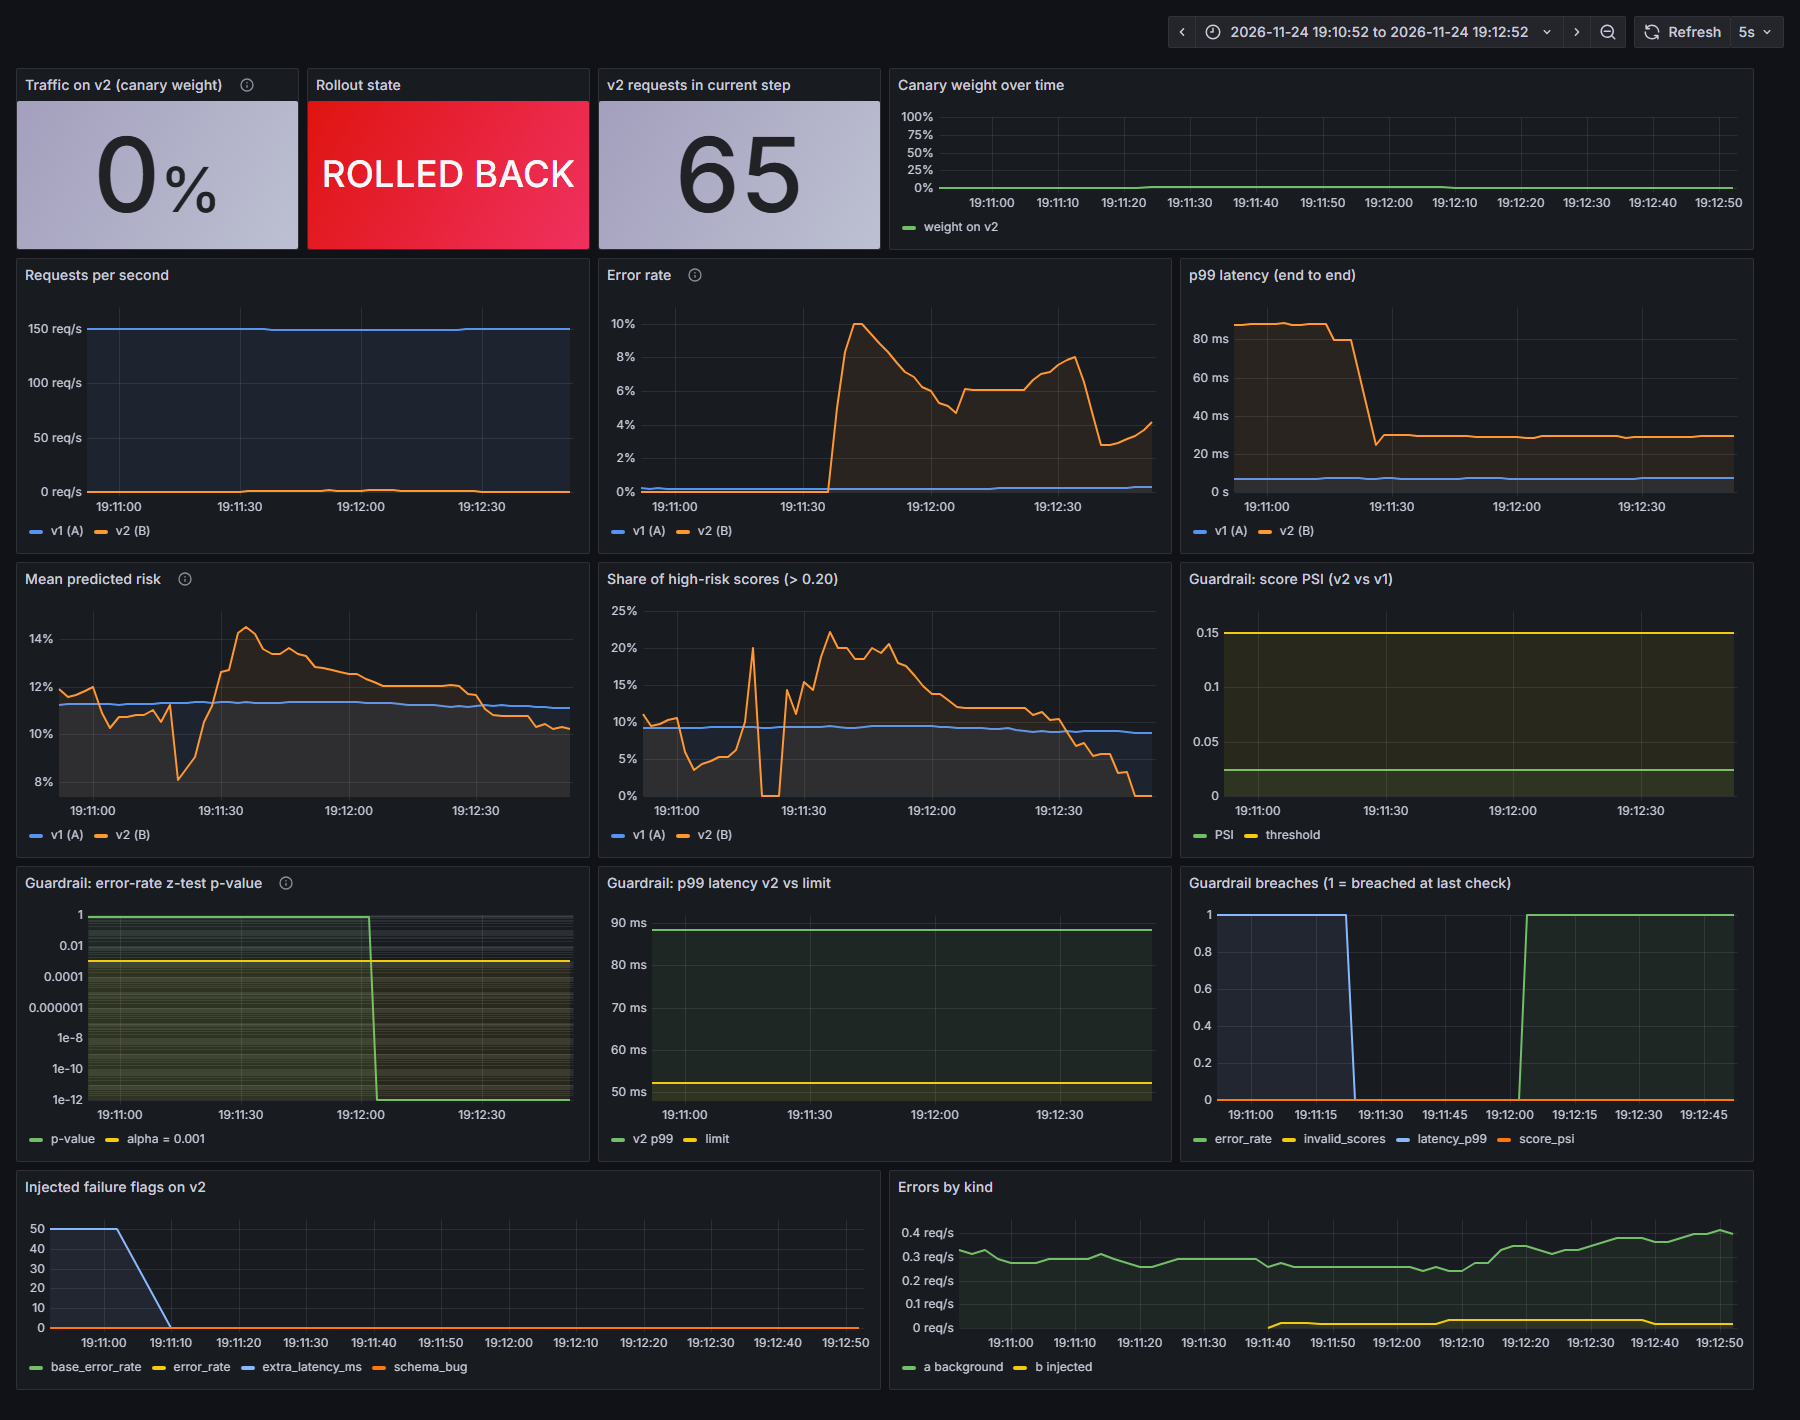 2026-11-24 19:10:52 to 2026-11-24 19:12:52
Refresh
5s
Traffic on v2 (canary weight)
0%
Rollout state
ROLLED BACK
v2 requests in current step
65
Canary weight over time
100%
75%
50%
25%
0%
19:11:00 19:11:10 19:11:20 19:11:30 19:11:40 19:11:50 19:12:00 19:12:10 19:12:20 19:12:30 19:12:40 19:12:50
weight on v2
Requests per second
150 req/s
100 req/s
50 req/s
0 req/s
19:11:00 19:11:30 19:12:00 19:12:30
v1 (A) v2 (B)
Error rate
10%
8%
6%
4%
2%
0%
19:11:00 19:11:30 19:12:00 19:12:30
v1 (A) v2 (B)
p99 latency (end to end)
80 ms
60 ms
40 ms
20 ms
0 s
19:11:00 19:11:30 19:12:00 19:12:30
v1 (A) v2 (B)
Mean predicted risk
14%
12%
10%
8%
19:11:00 19:11:30 19:12:00 19:12:30
v1 (A) v2 (B)
Share of high-risk scores (> 0.20)
25%
20%
15%
10%
5%
0%
19:11:00 19:11:30 19:12:00 19:12:30
v1 (A) v2 (B)
Guardrail: score PSI (v2 vs v1)
0.15
0.1
0.05
0
19:11:00 19:11:30 19:12:00 19:12:30
PSI threshold
Guardrail: error-rate z-test p-value
1
0.01
0.0001
0.000001
1e-8
1e-10
1e-12
19:11:00 19:11:30 19:12:00 19:12:30
p-value alpha = 0.001
Guardrail: p99 latency v2 vs limit
90 ms
80 ms
70 ms
60 ms
50 ms
19:11:00 19:11:30 19:12:00 19:12:30
v2 p99 limit
Guardrail breaches (1 = breached at last check)
1
0.8
0.6
0.4
0.2
0
19:11:00 19:11:15 19:11:30 19:11:45 19:12:00 19:12:15 19:12:30 19:12:45
error_rate invalid_scores latency_p99 score_psi
Injected failure flags on v2
50
40
30
20
10
0
19:11:00 19:11:10 19:11:20 19:11:30 19:11:40 19:11:50 19:12:00 19:12:10 19:12:20 19:12:30 19:12:40 19:12:50
base_error_rate error_rate extra_latency_ms schema_bug
Errors by kind
0.4 req/s
0.3 req/s
0.2 req/s
0.1 req/s
0 req/s
19:11:00 19:11:10 19:11:20 19:11:30 19:11:40 19:11:50 19:12:00 19:12:10 19:12:20 19:12:30 19:12:40 19:12:50
a background b injected